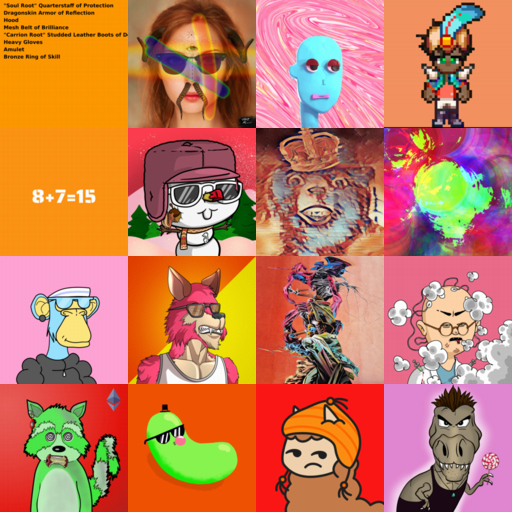 "Soul Root" Quarterstaff of Protection
Dragonskin Armor of Reflection
Hood
Mesh Belt of Brilliance
"Carrion Root" Studded Leather Boots of D
Heavy Gloves
Amulet
Bronze Ring of Skill
8+7=15